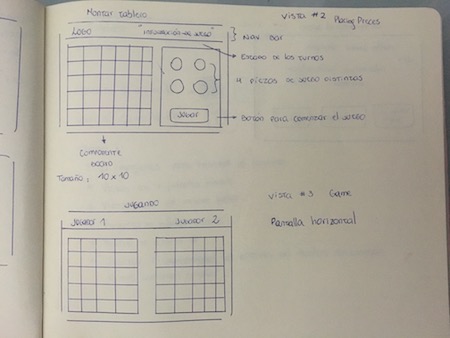 Montar tablero
vista #2 Placing Pieces
LOGO "INFORMACIÓN DEL JUEGO"
Nav bar
Estado de los turnos
4 piezas de juego distintas
JUGAR
Boton para comenzar el juego
componente
board
Tamaño: 10 x 10
vista #3 Game
JUGANDO
JUGADOR 1 JUGADOR 2
Pantalla horizontal